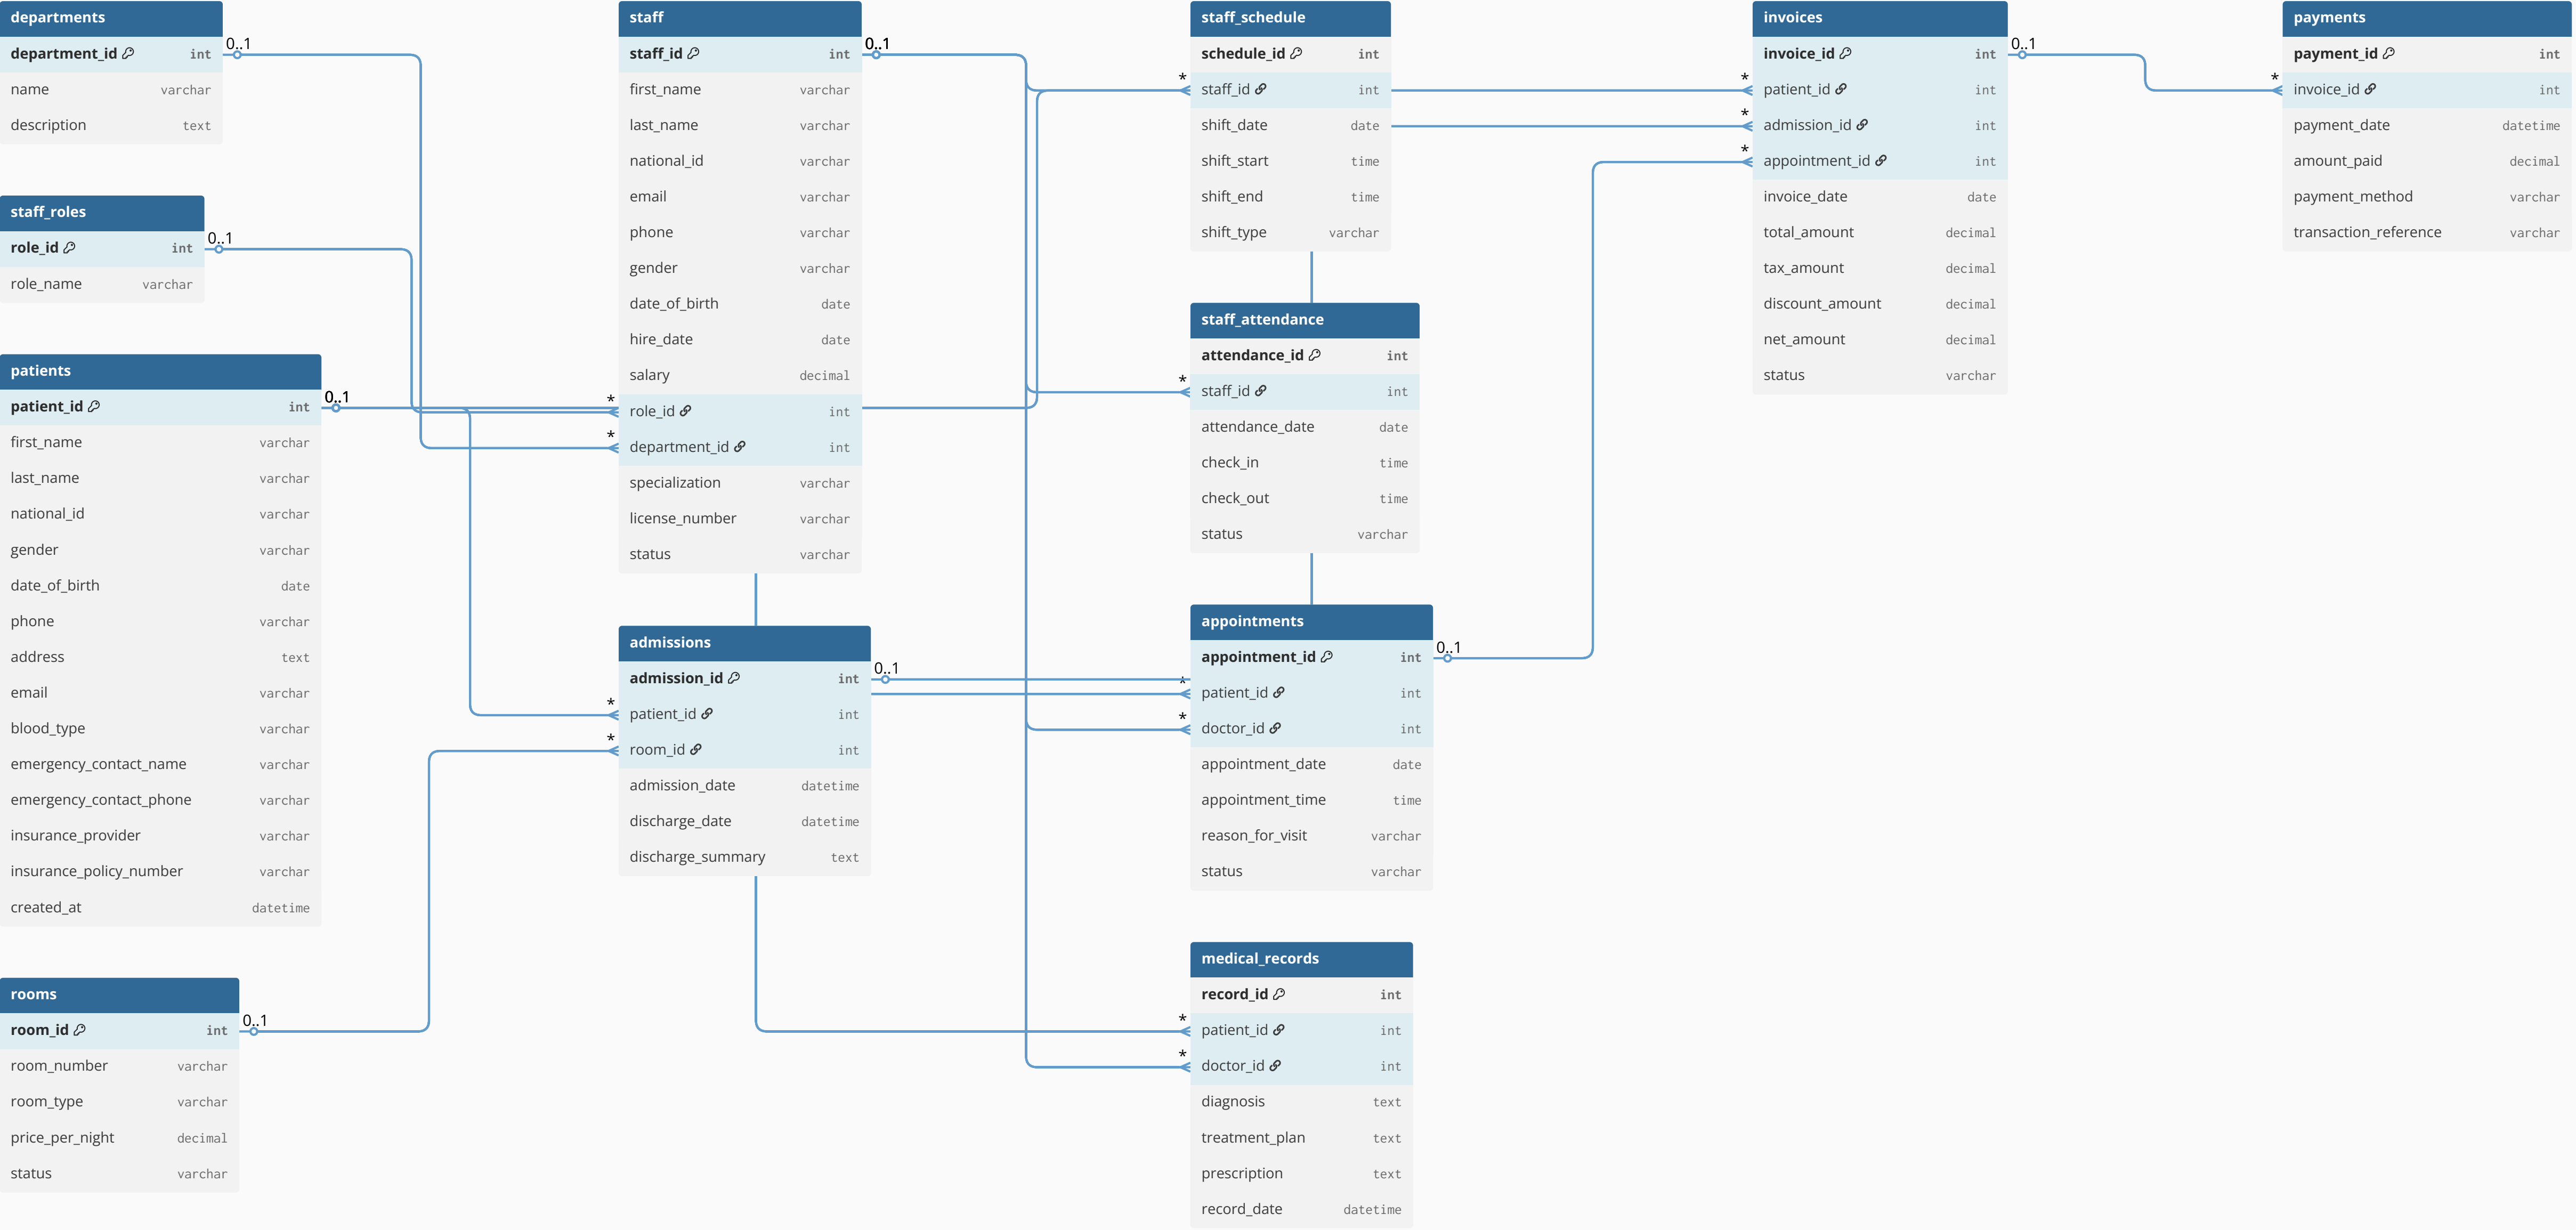 departments
department_id int
name varchar
description text
staff_roles
role_id int
role_name varchar
patients
patient_id int
first_name varchar
last_name varchar
national_id varchar
gender varchar
date_of_birth date
phone varchar
address text
email varchar
blood_type varchar
emergency_contact_name varchar
emergency_contact_phone varchar
insurance_provider varchar
insurance_policy_number varchar
created_at datetime
rooms
room_id int
room_number varchar
room_type varchar
price_per_night decimal
status varchar
0..1
0..1
0..1
0..1
staff
staff_id int
first_name varchar
last_name varchar
national_id varchar
email varchar
phone varchar
gender varchar
date_of_birth date
hire_date date
salary decimal
* role_id int
* department_id int
specialization varchar
license_number varchar
status varchar
0..1
admissions
admission_id int
* patient_id int
* room_id int
admission_date datetime
discharge_date datetime
discharge_summary text
0..1
staff_schedule
schedule_id int
* staff_id int
shift_date date
shift_start time
shift_end time
shift_type varchar
staff_attendance
attendance_id int
* staff_id int
attendance_date date
check_in time
check_out time
status varchar
appointments
appointment_id int
* patient_id int
* doctor_id int
appointment_date date
appointment_time time
reason_for_visit varchar
status varchar
0..1
medical_records
record_id int
* patient_id int
* doctor_id int
diagnosis text
treatment_plan text
prescription text
record_date datetime
invoices
invoice_id int
* patient_id int
* admission_id int
* appointment_id int
invoice_date date
total_amount decimal
tax_amount decimal
discount_amount decimal
net_amount decimal
status varchar
0..1
payments
payment_id int
* invoice_id int
payment_date datetime
amount_paid decimal
payment_method varchar
transaction_reference varchar